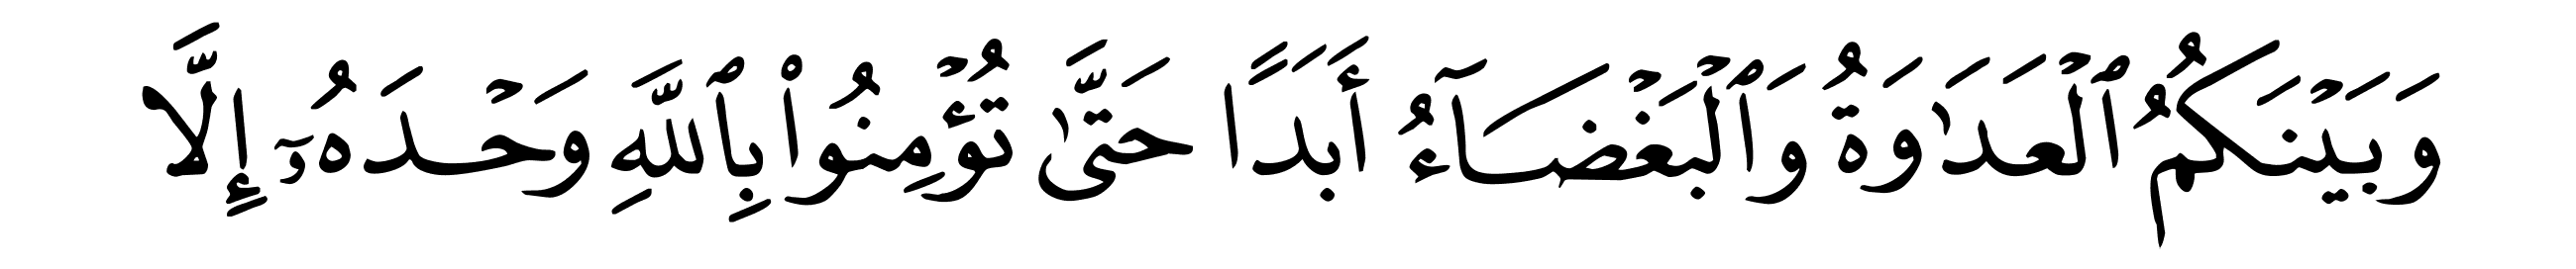 وَبَيْنَكُمُ ٱلْعَدَٰوَةُ وَٱلْبَغْضَآءُ أَبَدًا حَتَّىٰ تُؤْمِنُوا۟ بِٱللَّهِ وَحْدَهُۥٓ إِلَّا